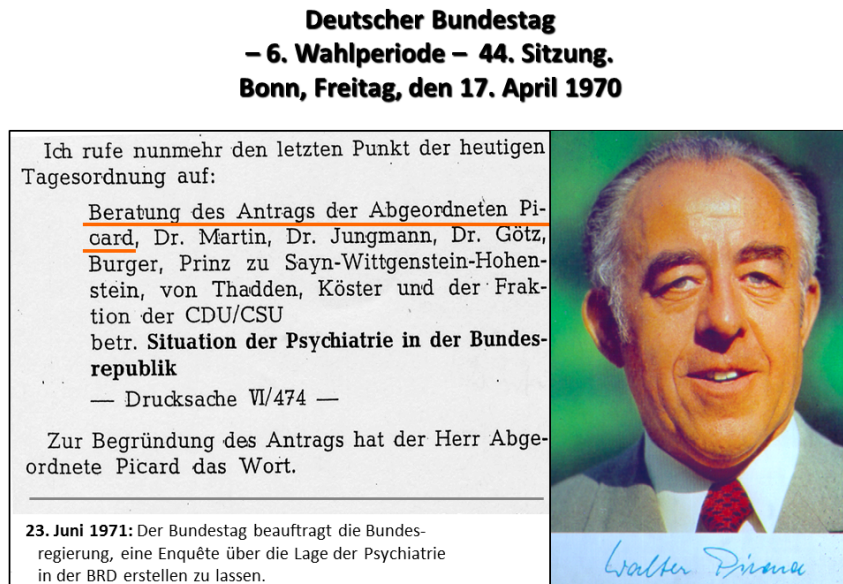 Deutscher Bundestag
– 6. Wahlperiode – 44. Sitzung.
Bonn, Freitag, den 17. April 1970
Ich rufe nunmehr den letzten Punkt der heutigen
Tagesordnung auf:
Beratung des Antrags der Abgeordneten Pi-
card, Dr. Martin, Dr. Jungmann, Dr. Götz,
Burger, Prinz zu Sayn-Wittgenstein-Hohen-
stein, von Thadden, Köster und der Frak-
tion der CDU/CSU
betr. Situation der Psychiatrie in der Bundes-
republik
— Drucksache VI/474 —
Zur Begründung des Antrags hat der Herr Abge-
ordnete Picard das Wort.
23. Juni 1971: Der Bundestag beauftragt die Bundes-
regierung, eine Enquête über die Lage der Psychiatrie
in der BRD erstellen zu lassen.
Walter